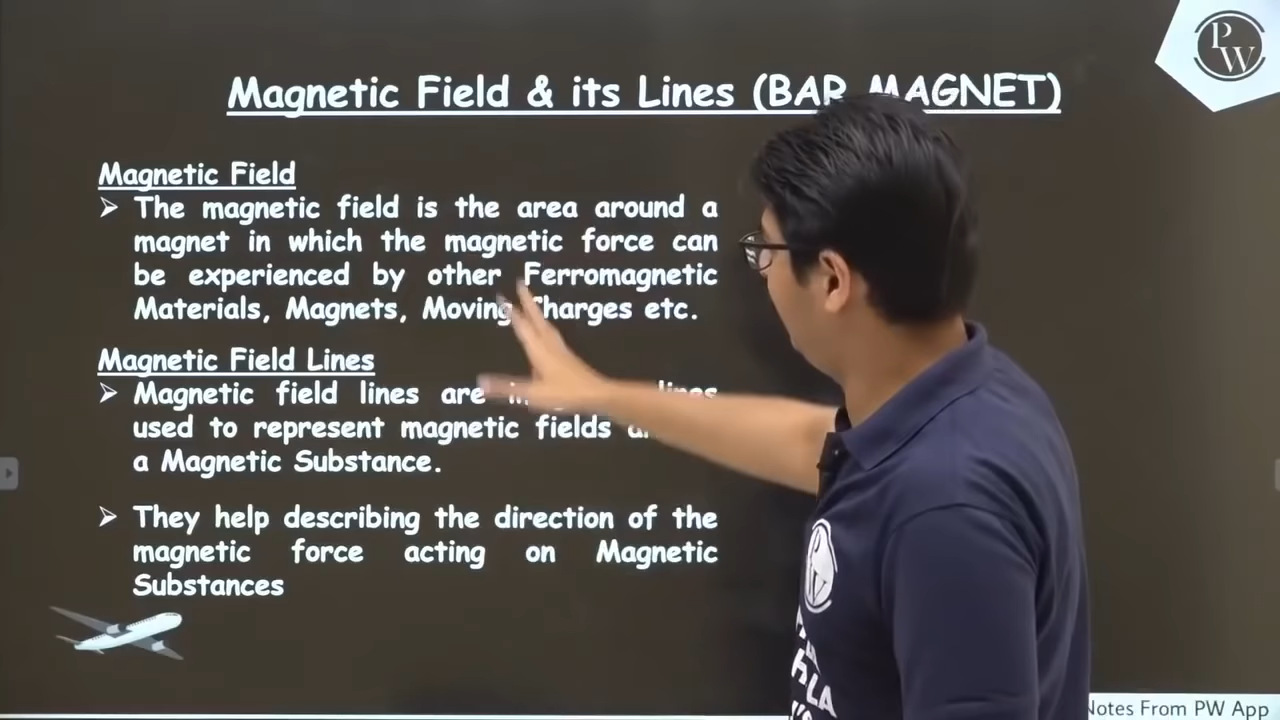 PW
Magnetic Field & its Lines (BAR MAGNET)
Magnetic Field
➢ The magnetic field is the area around a
magnet in which the magnetic force can
be experienced by other Ferromagnetic
Materials, Magnets, Moving Charges etc.
Magnetic Field Lines
➢ Magnetic field lines are lines
used to represent magnetic fields
a Magnetic Substance.
➢ They help describing the direction of the
magnetic force acting on Magnetic
Substances
Notes From PW App